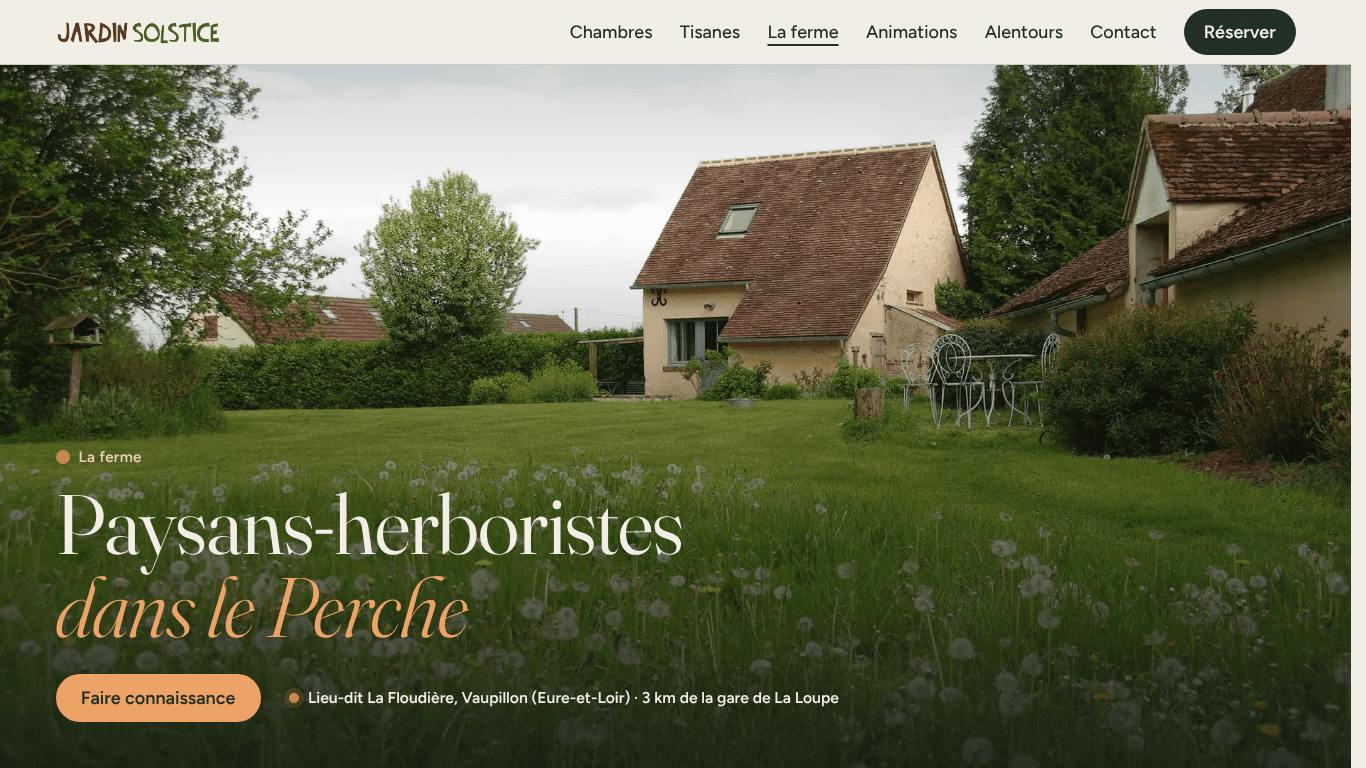 JARDIN SOLSTICE
Chambres
Tisanes
La ferme
Animations
Alentours
Contact
Réserver
La ferme
Paysans-herboristes
dans le Perche
Faire connaissance
Lieu-dit La Floudière, Vaupillon (Eure-et-Loir) · 3 km de la gare de La Loupe